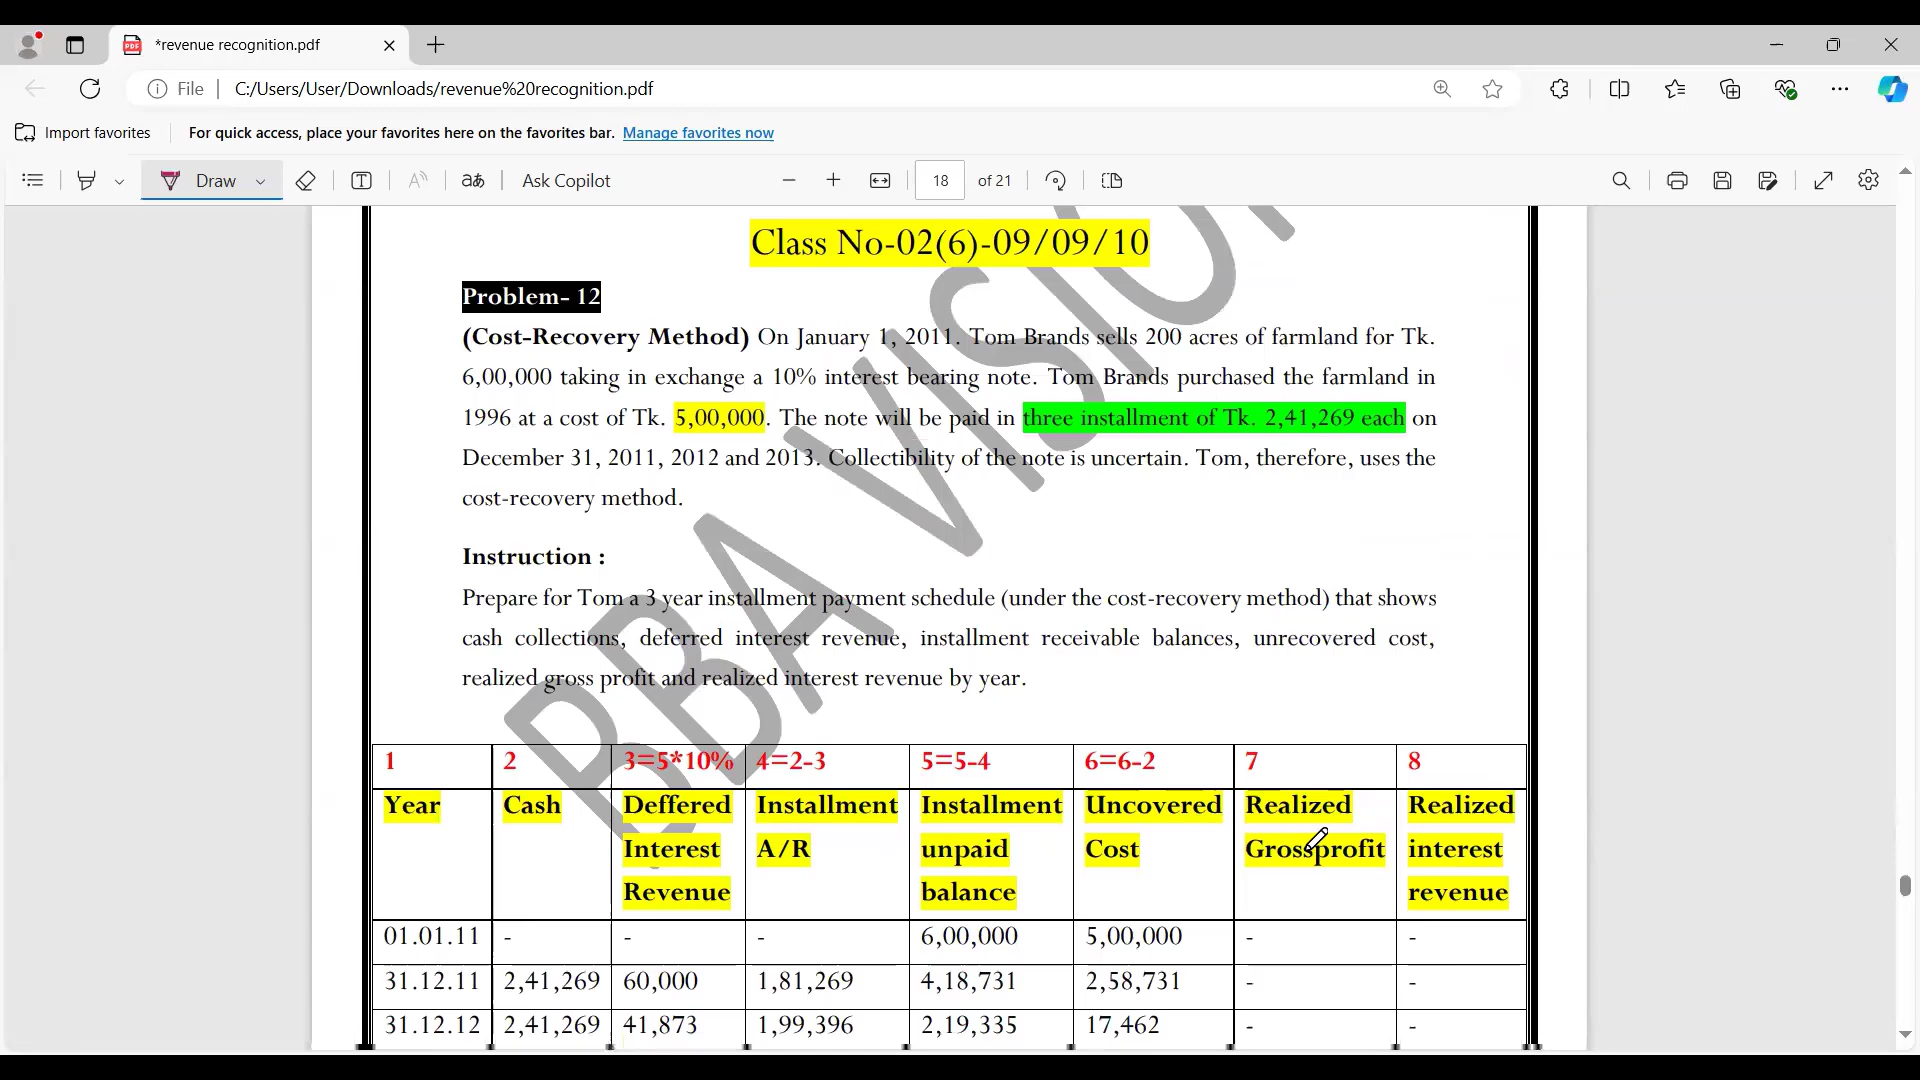 *revenue recognition.pdf
File
C:/Users/User/Downloads/revenue%20recognition.pdf
Import favorites
For quick access, place your favorites here on the favorites bar. Manage favorites now
Draw
aあ
Ask Copilot
18 of 21
Class No-02(6)-09/09/10
Problem- 12
(Cost-Recovery Method) On January 1, 2011. Tom Brands sells 200 acres of farmland for Tk.
6,00,000 taking in exchange a 10% interest bearing note. Tom Brands purchased the farmland in
1996 at a cost of Tk. 5,00,000. The note will be paid in three installment of Tk. 2,41,269 each on
December 31, 2011, 2012 and 2013. Collectibility of the note is uncertain. Tom, therefore, uses the
cost-recovery method.
Instruction :
Prepare for Tom a 3 year installment payment schedule (under the cost-recovery method) that shows
cash collections, deferred interest revenue, installment receivable balances, unrecovered cost,
realized gross profit and realized interest revenue by year.
BBA VISION
1 2 3=5*10% 4=2-3 5=5-4 6=6-2 7 8
Year Cash Deffered Installment Installment Uncovered Realized Realized
Interest A/R unpaid Cost Grossprofit interest
Revenue balance revenue
01.01.11 - - - 6,00,000 5,00,000 - -
31.12.11 2,41,269 60,000 1,81,269 4,18,731 2,58,731 - -
31.12.12 2,41,269 41,873 1,99,396 2,19,335 17,462 - -